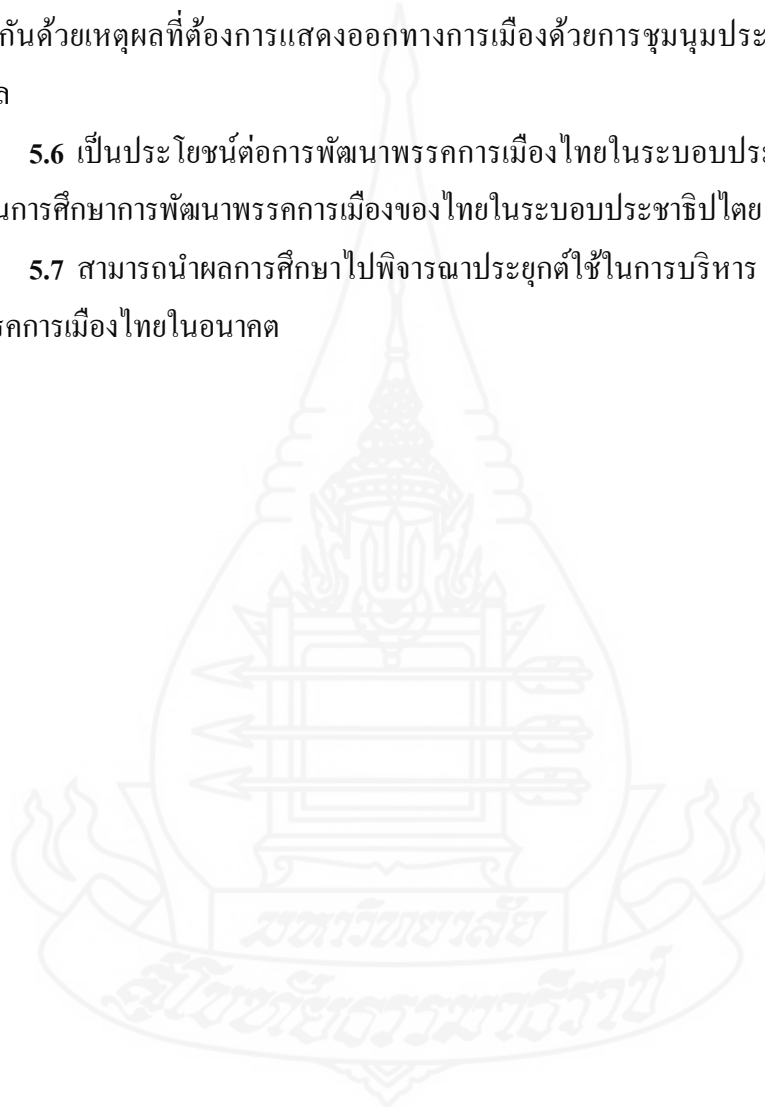 กันด้วยเหตุผลที่ต้องการแสดงออกทางการเมืองด้วยการชุมนุมประ
ล
5.6 เป็นประโยชน์ต่อการพัฒนาพรรคการเมืองไทยในระบอบประ
นการศึกษาการพัฒนาพรรคการเมืองของไทยในระบอบประชาธิปไตย
5.7 สามารถนำผลการศึกษาไปพิจารณาประยุกต์ใช้ในการบริหาร
รคการเมืองไทยในอนาคต
มหาวิทยาลัย
สุโขทัยธรรมาธิราช